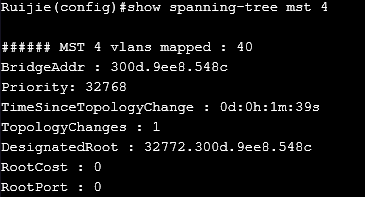 Ruijie(config)#show spanning-tree mst 4
###### MST 4 vlans mapped : 40
BridgeAddr : 300d.9ee8.548c
Priority: 32768
TimeSinceTopologyChange : 0d:0h:1m:39s
TopologyChanges : 1
DesignatedRoot : 32772.300d.9ee8.548c
RootCost : 0
RootPort : 0